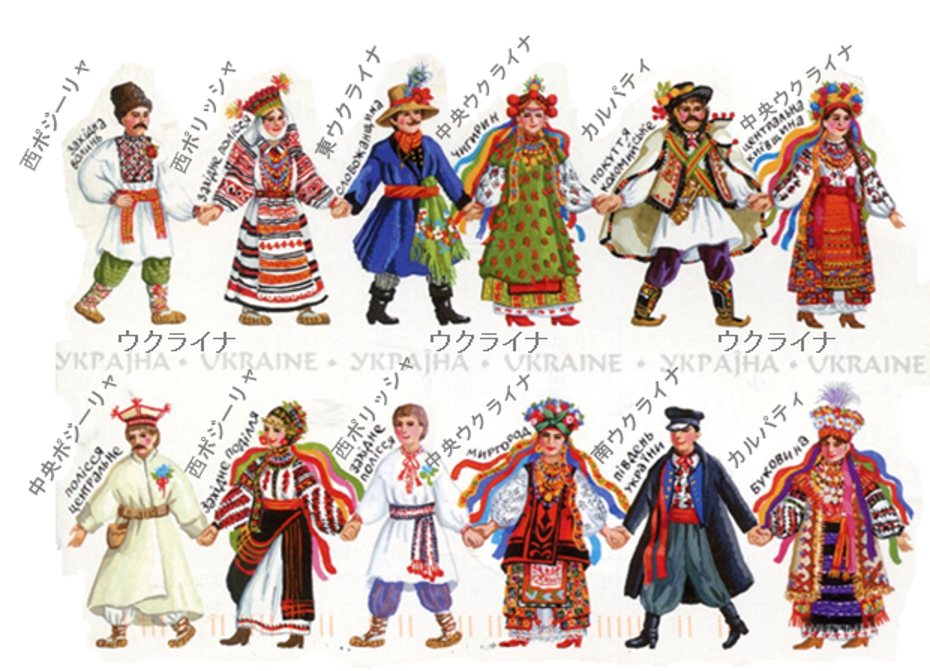 西ポジーリャ
ЗАХІДНА
ВОЛИНЬ
西ポリッシャ
ЗАХІДНЕ ПОЛІССЯ
東ウクライナ
СЛОБОЖАНЩИНА
中央ウクライナ
ЧИГИРИН
カルパティ
ПОКУТТЯ
КОЛОМИЙСЬКЕ
中央ウクライナ
ЦЕНТРАЛЬНА
КИЇВЩИНА
ウクライナ ウクライナ ウクライナ
УКРАЇНА • UKRAINE • УКРАЇНА • UKRAINE • УКРАЇНА • UKRAINE
中央ポジーリャ
ПОЛІССЯ
ЦЕНТРАЛЬНЕ
西ポジーリャ
ЗАХІДНЕ ПОДІЛЛЯ
西ポリッシャ
ЗАХІДНЕ
ПОЛІССЯ
中央ウクライナ
МИРГОРОД
南ウクライナ
ПІВДЕНЬ
УКРАЇНИ
カルパティ
БУКОВИНА